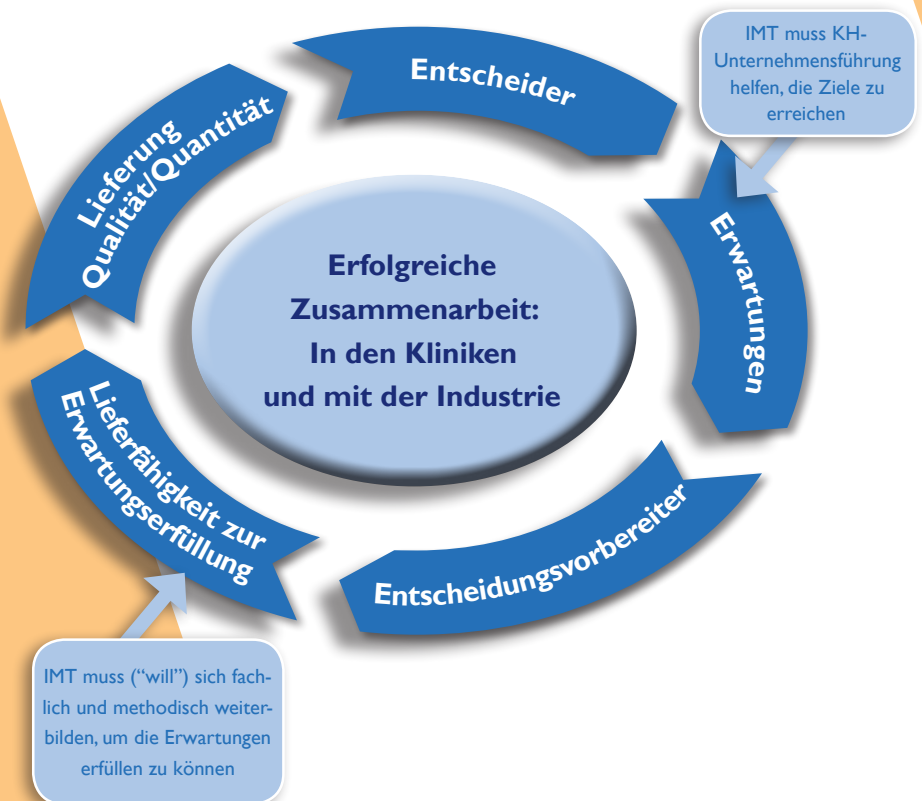 IMT muss KH-
Unternehmensführung
helfen, die Ziele zu
erreichen
Entscheider
Erwartungen
Entscheidungsvorbereiter
Lieferfähigkeit zur
Erwartungserfüllung
Lieferung
Qualität/Quantität
Erfolgreiche
Zusammenarbeit:
In den Kliniken
und mit der Industrie
IMT muss (“will”) sich fach-
lich und methodisch weiter-
bilden, um die Erwartungen
erfüllen zu können